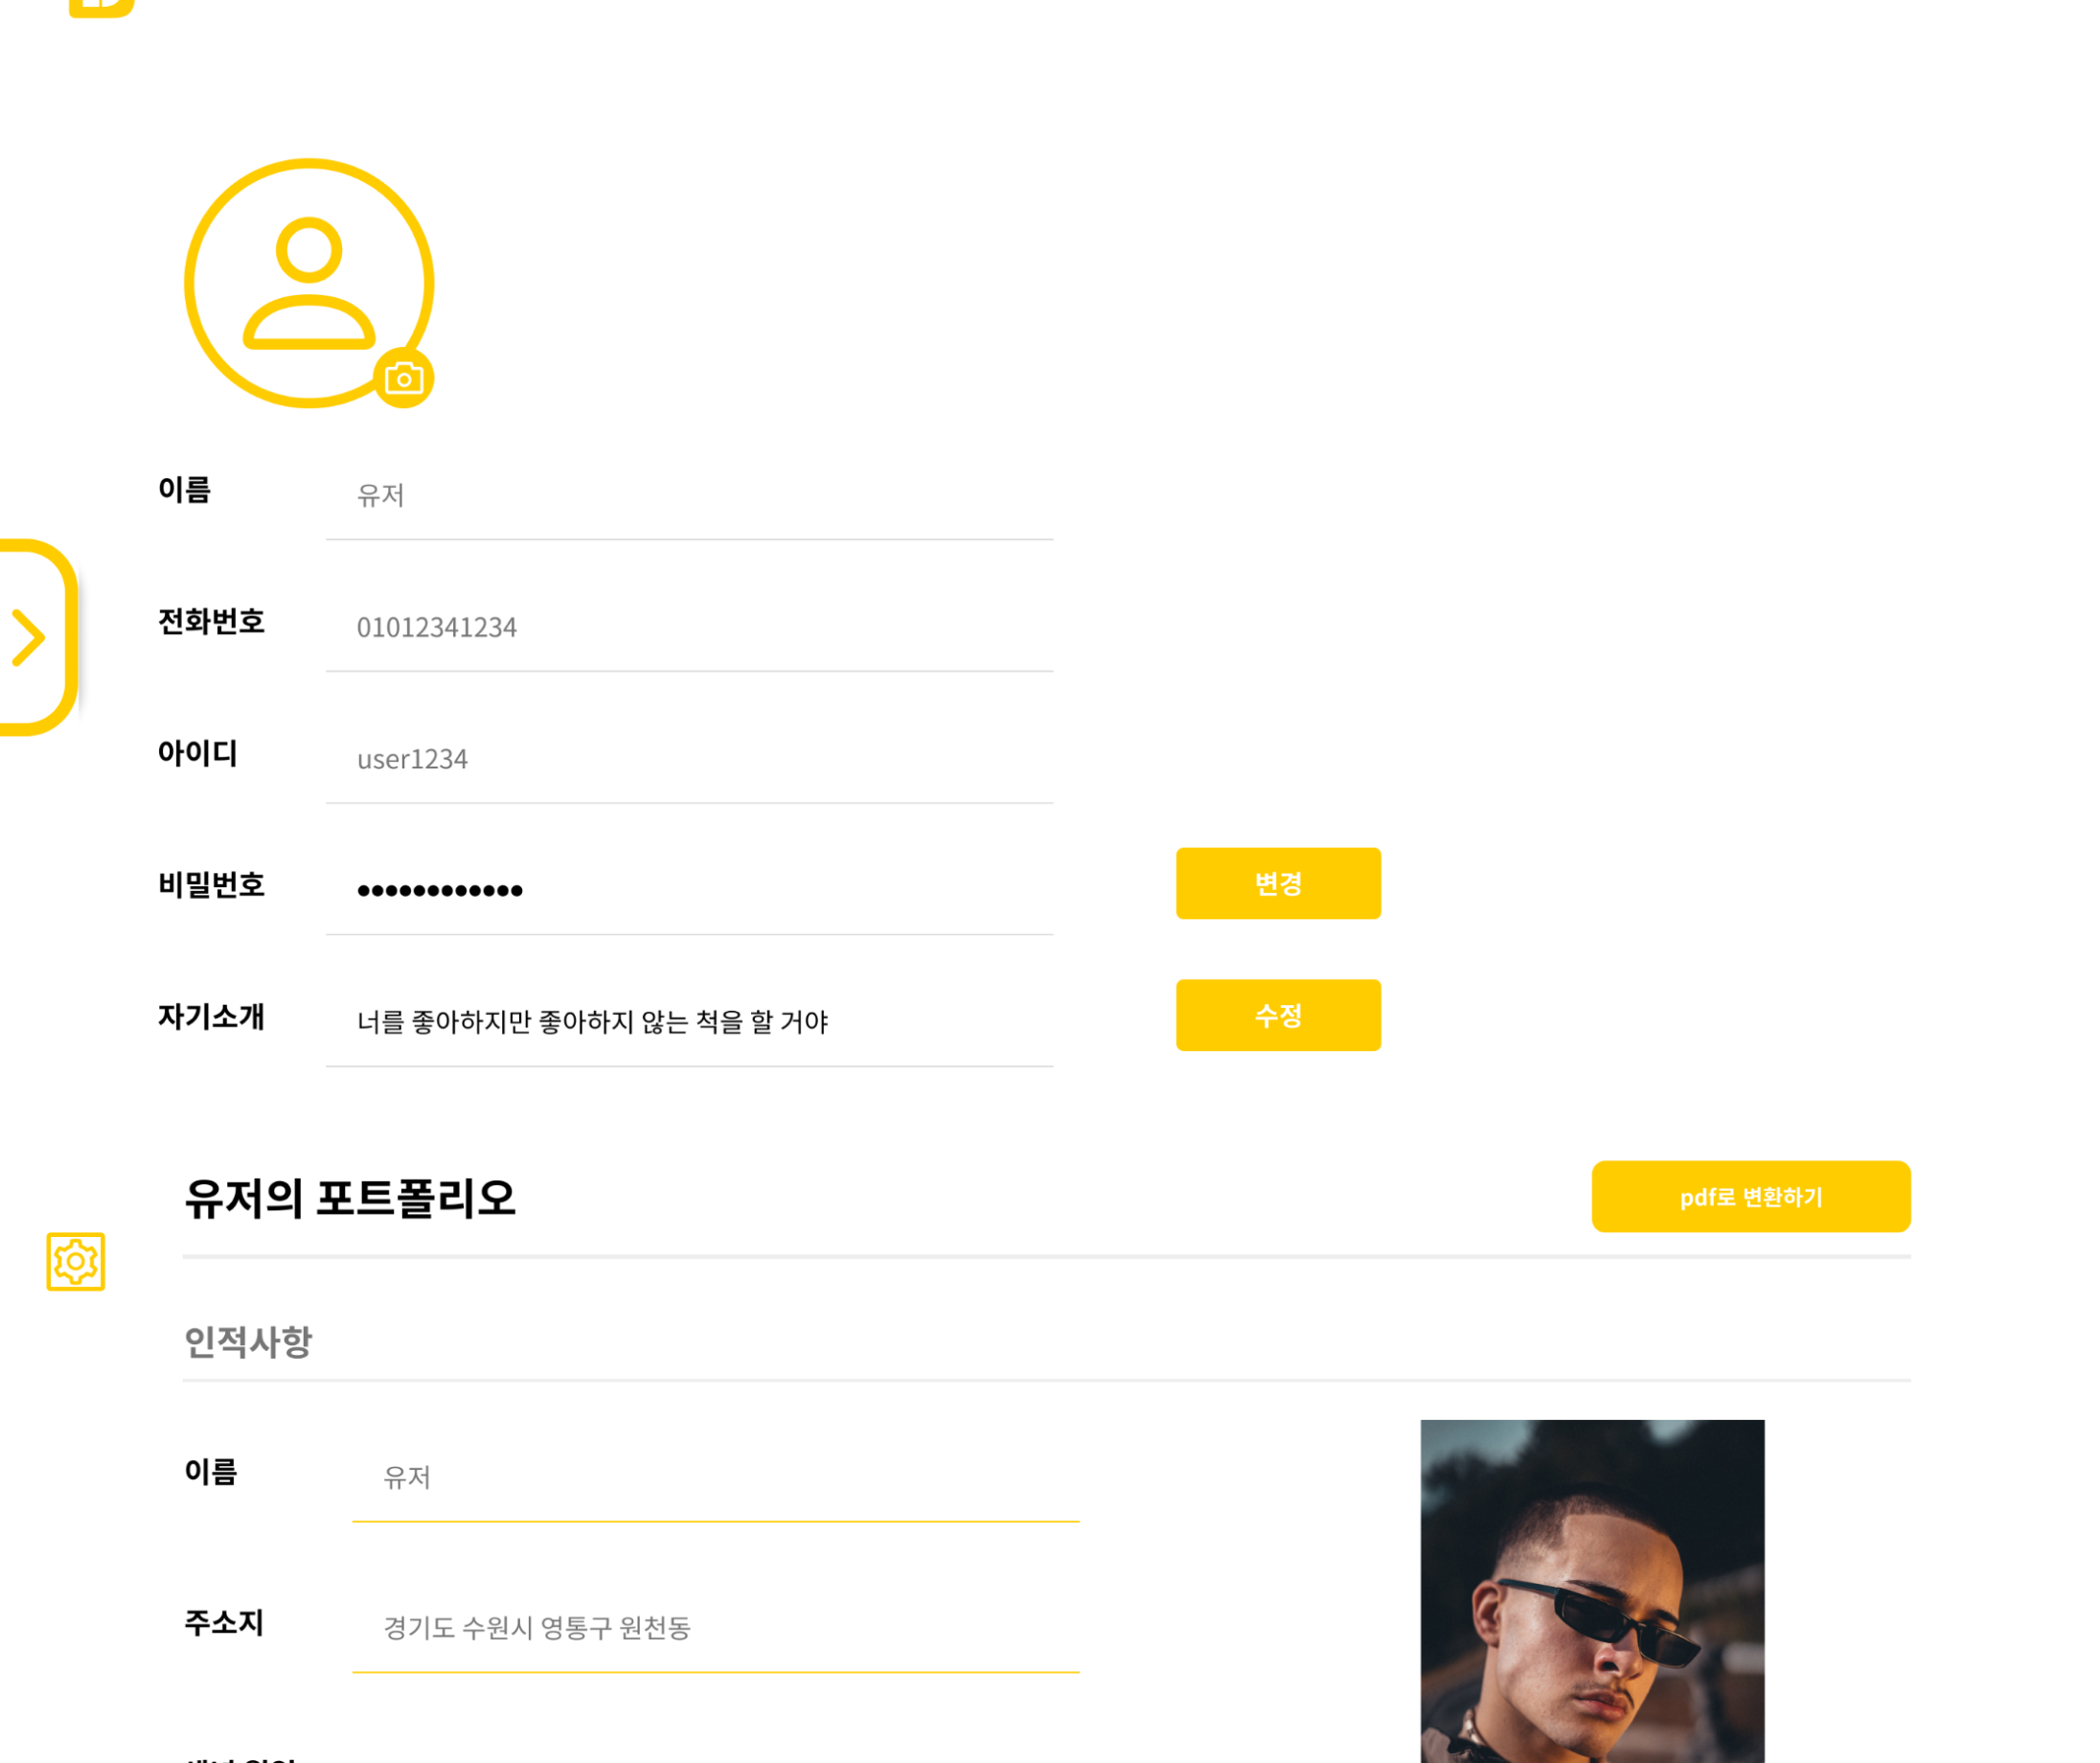 이름 유저
전화번호 01012341234
아이디 user1234
비밀번호 ●●●●●●●●●●●● 변경
자기소개 너를 좋아하지만 좋아하지 않는 척을 할 거야 수정
유저의 포트폴리오 pdf로 변환하기
인적사항
이름 유저
주소지 경기도 수원시 영통구 원천동